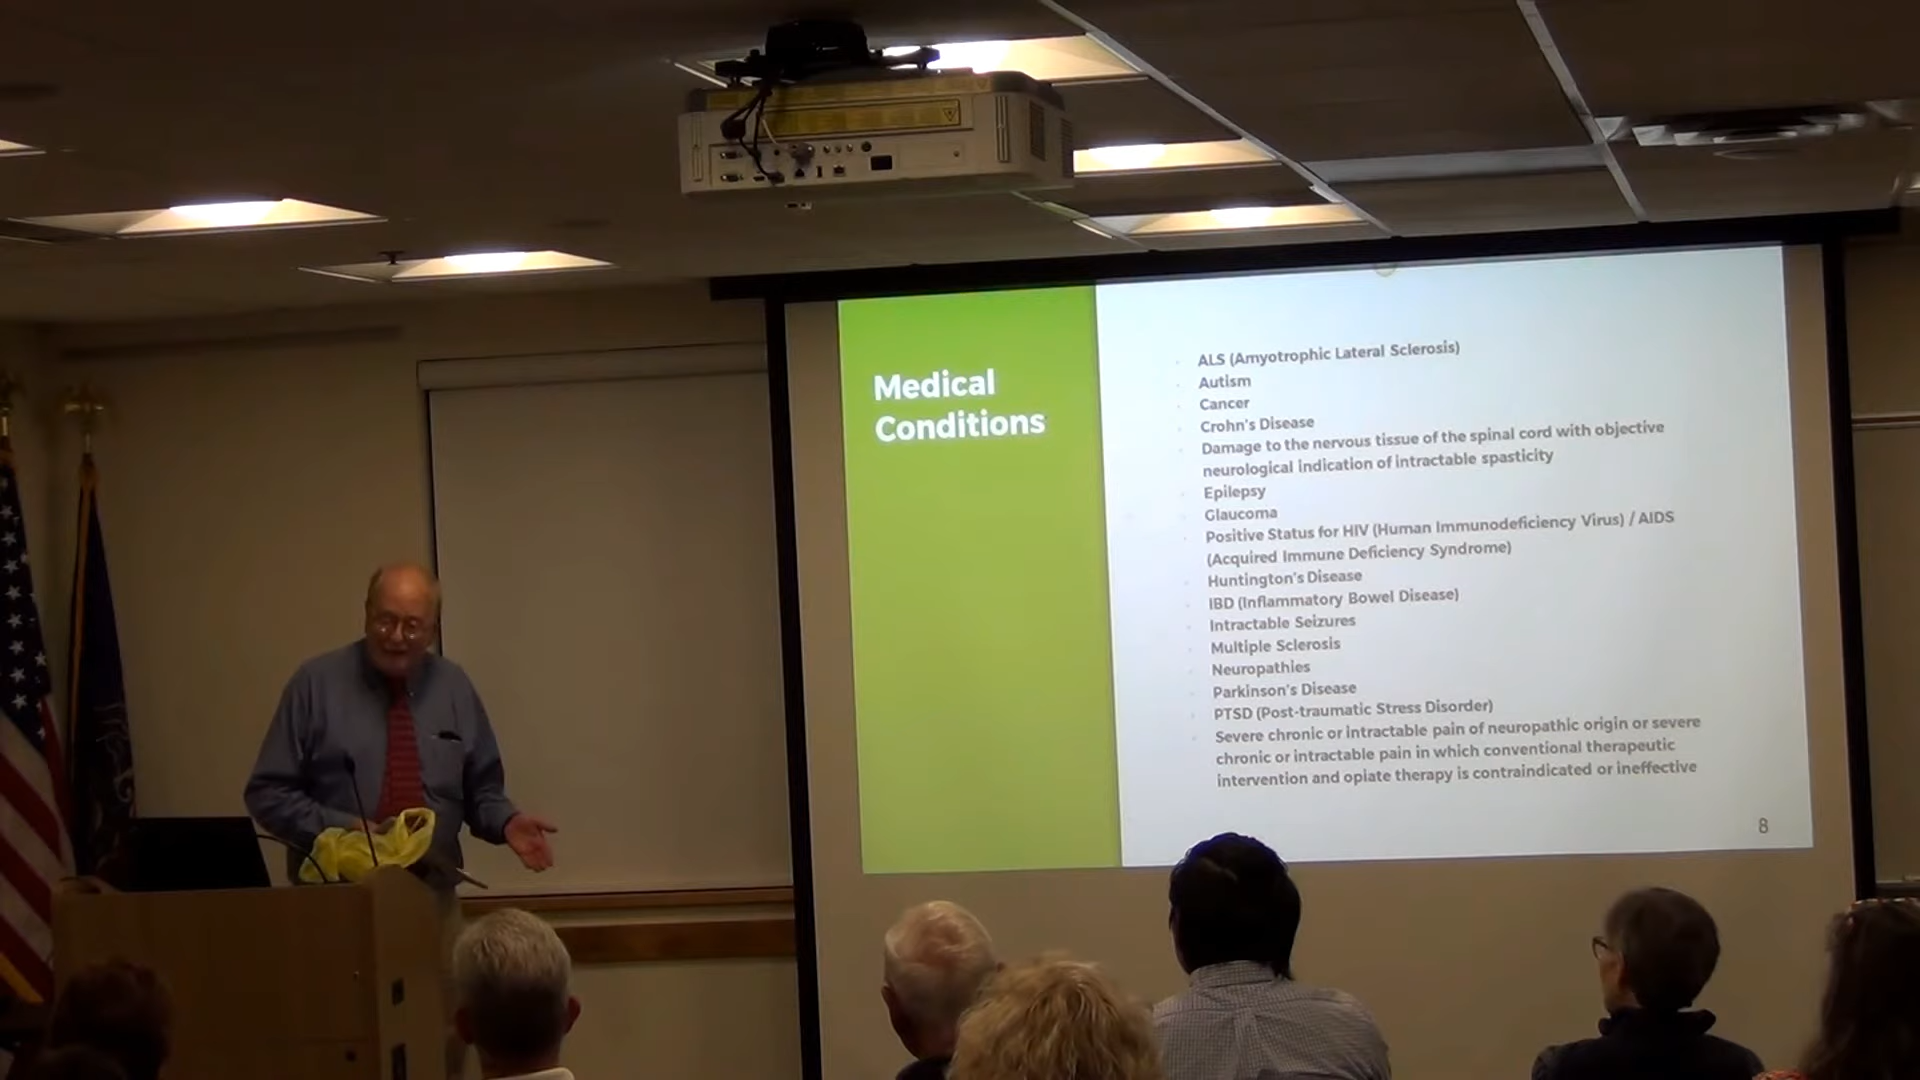 Medical
Conditions
ALS (Amyotrophic Lateral Sclerosis)
Autism
Cancer
Crohn's Disease
Damage to the nervous tissue of the spinal cord with objective
neurological indication of intractable spasticity
Epilepsy
Glaucoma
Positive Status for HIV (Human Immunodeficiency Virus) / AIDS
(Acquired Immune Deficiency Syndrome)
Huntington's Disease
IBD (Inflammatory Bowel Disease)
Intractable Seizures
Multiple Sclerosis
Neuropathies
Parkinson's Disease
PTSD (Post-traumatic Stress Disorder)
Severe chronic or intractable pain of neuropathic origin or severe
chronic or intractable pain in which conventional therapeutic
intervention and opiate therapy is contraindicated or ineffective
8